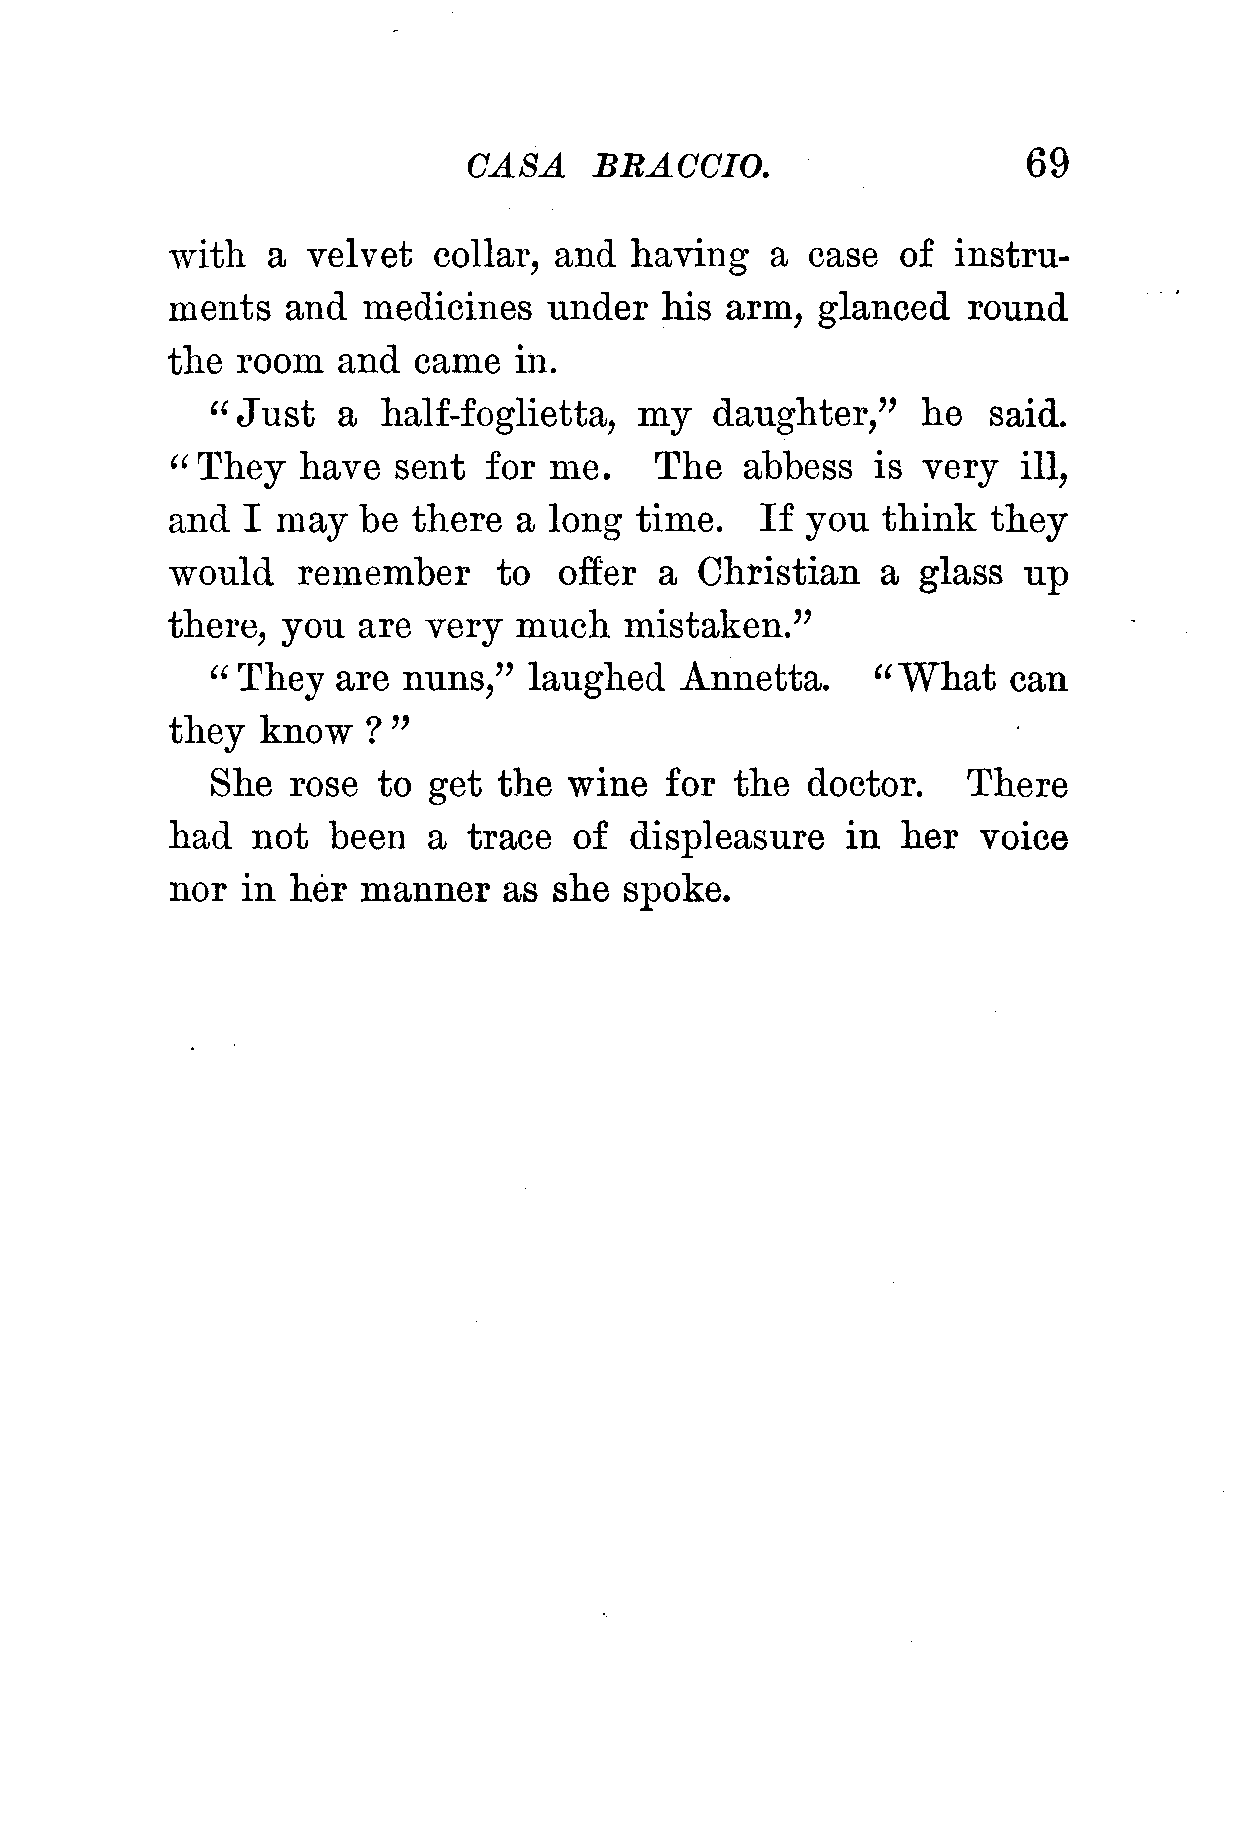 CASA BRACCIO. 69
with a velvet collar, and having a case of instru-
ments and medicines under his arm, glanced round
the room and came in.
“Just a half-foglietta, my daughter,” he said.
“They have sent for me. The abbess is very ill,
and I may be there a long time. If you think they
would remember to offer a Christian a glass up
there, you are very much mistaken.”
“They are nuns,” laughed Annetta. “What can
they know?”
She rose to get the wine for the doctor. There
had not been a trace of displeasure in her voice
nor in her manner as she spoke.